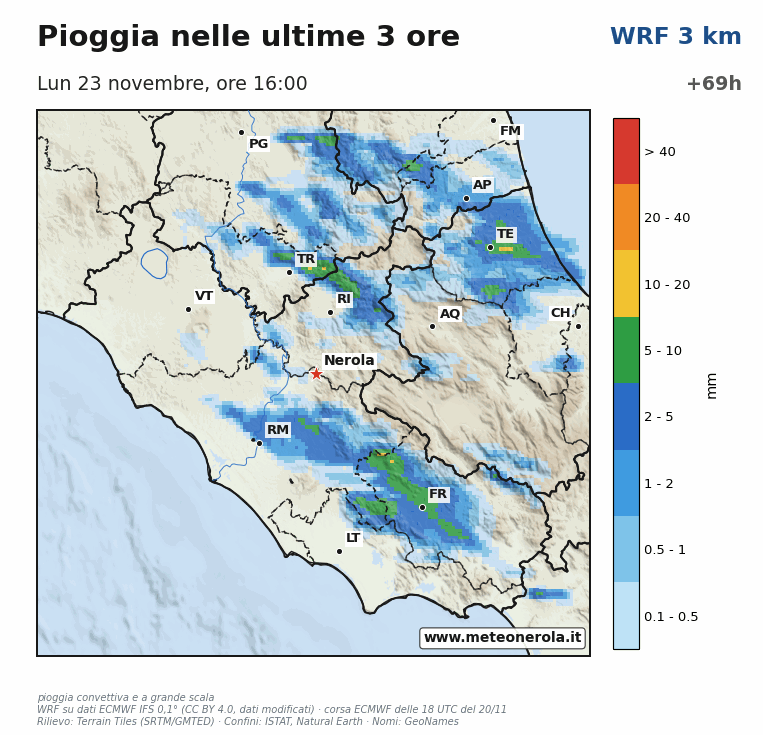 Pioggia nelle ultime 3 ore
WRF 3 km
Lun 23 novembre, ore 16:00
+69h
FM
PG
AP
TE
TR
VT
RI
AQ
CH
Nerola
RM
FR
LT
www.meteonerola.it
> 40
20 - 40
10 - 20
5 - 10
2 - 5
1 - 2
0.5 - 1
0.1 - 0.5
mm
pioggia convettiva e a grande scala
WRF su dati ECMWF IFS 0,1° (CC BY 4.0, dati modificati) · corsa ECMWF delle 18 UTC del 20/11
Rilievo: Terrain Tiles (SRTM/GMTED) · Confini: ISTAT, Natural Earth · Nomi: GeoNames